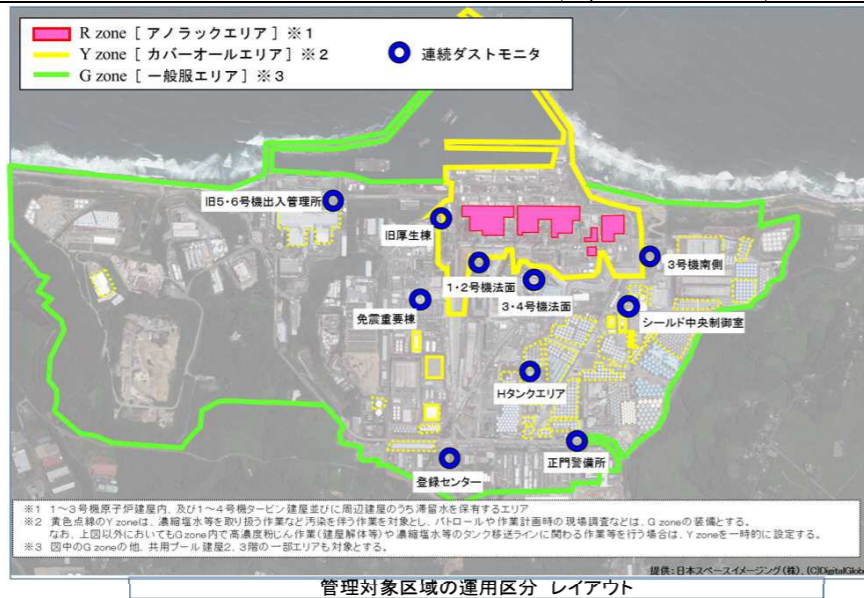 R zone [ アノラックエリア ] ※1
Y zone [ カバーオールエリア ] ※2
G zone [ 一般服エリア ] ※3
連続ダストモニタ
旧5・6号機出入管理所
旧厚生棟
1・2号機法面
3号機南側
3・4号機法面
免震重要棟
シールド中央制御室
Hタンクエリア
登録センター
正門警備所
※1 1～3号機原子炉建屋内、及び1～4号機タービン建屋並びに周辺建屋のうち滞留水を保有するエリア
※2 黄色点線のY zoneは、濃縮塩水等を取り扱う作業など汚染を伴う作業を対象とし、パトロールや作業計画時の現場調査などは、G zoneの装備とする。
なお、上図以外においてもG zone内で高濃度粉じん作業(建屋解体等)や濃縮塩水等のタンク移送ラインに関わる作業等を行う場合は、Y zoneを一時的に設定する。
※3 図中のG zoneの他、共用プール建屋2、3階の一部エリアも対象とする。
提供:日本スペースイメージング(株)、(C)DigitalGlobe
管理対象区域の運用区分 レイアウト